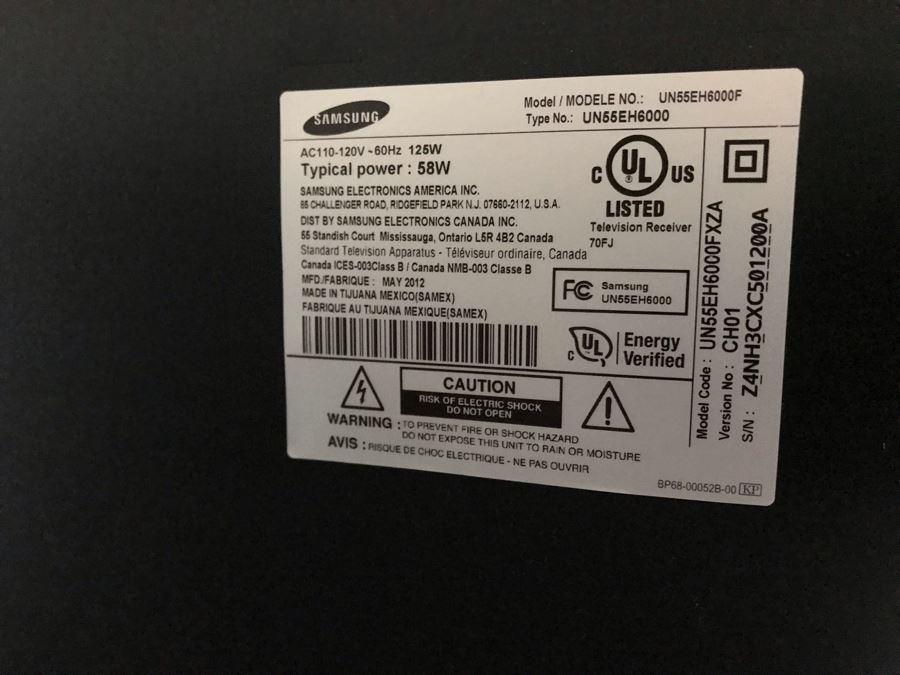 SAMSUNG
Model / MODELE NO.: UN55EH6000F
Type No.: UN55EH6000
AC110-120V ~60Hz 125W
Typical power : 58W
SAMSUNG ELECTRONICS AMERICA INC.
85 CHALLENGER ROAD, RIDGEFIELD PARK N.J. 07660-2112, U.S.A.
DIST BY SAMSUNG ELECTRONICS CANADA INC.
55 Standish Court Mississauga, Ontario L5R 4B2 Canada
Standard Television Apparatus - Téléviseur ordinaire, Canada
Canada ICES-003Class B / Canada NMB-003 Classe B
MFD./FABRIQUE : MAY 2012
MADE IN TIJUANA MEXICO(SAMEX)
FABRIQUE AU TIJUANA MEXIQUE(SAMEX)
C UL ® US
LISTED
Television Receiver
70FJ
FC Samsung
UN55EH6000
C UL Energy
Verified
CAUTION
RISK OF ELECTRIC SHOCK
DO NOT OPEN
WARNING : TO PREVENT FIRE OR SHOCK HAZARD
DO NOT EXPOSE THIS UNIT TO RAIN OR MOISTURE
AVIS : RISQUE DE CHOC ELECTRIQUE - NE PAS OUVRIR
Model Code : UN55EH6000FXZA
Version No : CH01
S/N : Z4NH3CXC501200A
BP68-00052B-00 KP